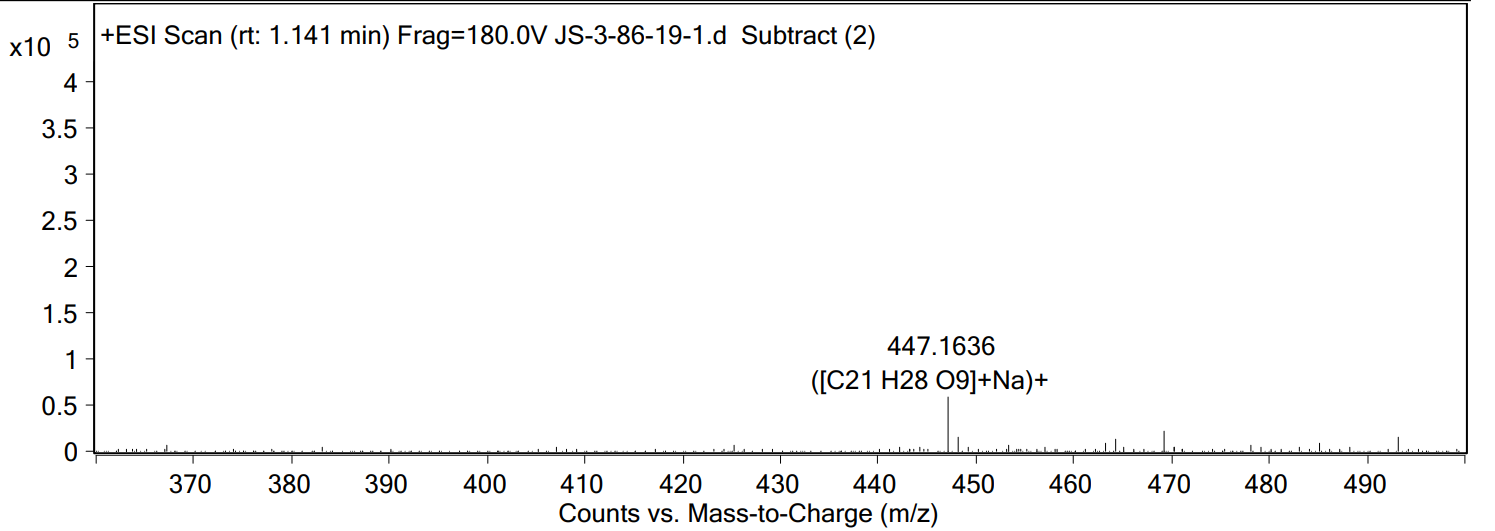 x10 5
+ESI Scan (rt: 1.141 min) Frag=180.0V JS-3-86-19-1.d Subtract (2)
4
3.5
3
2.5
2
1.5
1
0.5
0
447.1636
([C21 H28 O9]+Na)+
370 380 390 400 410 420 430 440 450 460 470 480 490
Counts vs. Mass-to-Charge (m/z)